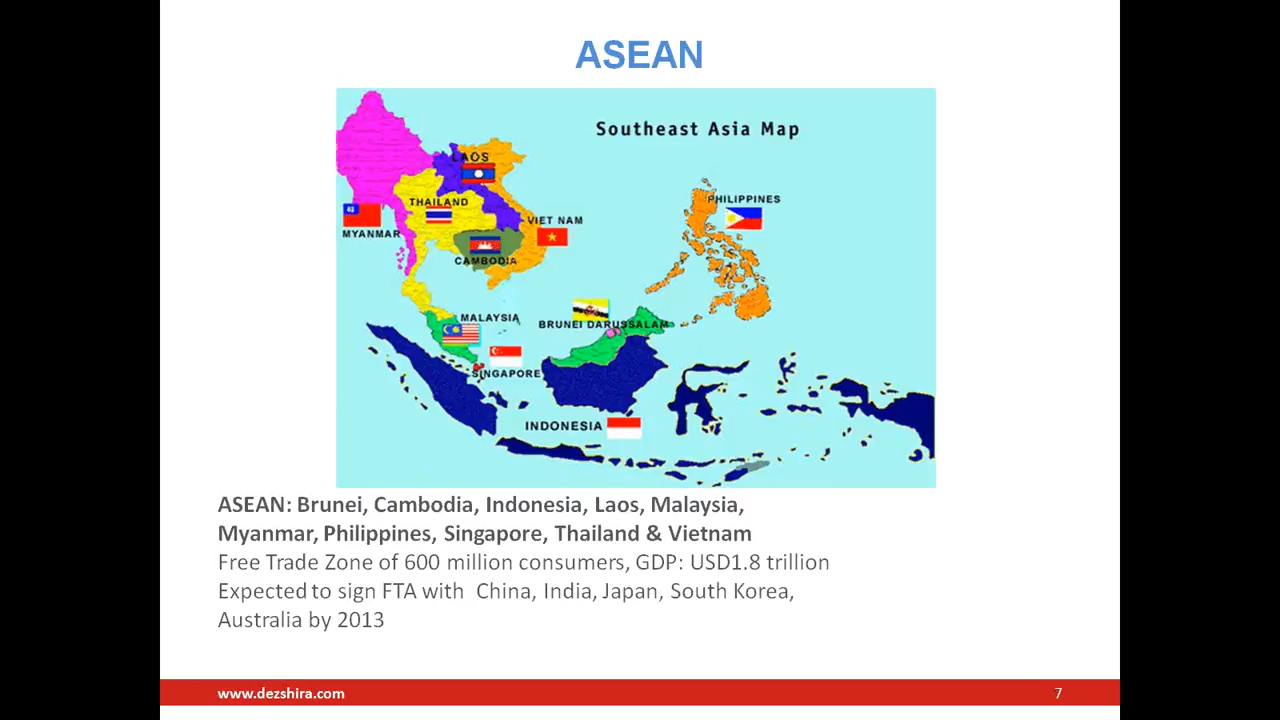 ASEAN
Southeast Asia Map
LAOS
THAILAND
PHILIPPINES
VIET NAM
MYANMAR
CAMBODIA
MALAYSIA
BRUNEI DARUSSALAM
SINGAPORE
INDONESIA
ASEAN: Brunei, Cambodia, Indonesia, Laos, Malaysia,
Myanmar, Philippines, Singapore, Thailand & Vietnam
Free Trade Zone of 600 million consumers, GDP: USD1.8 trillion
Expected to sign FTA with China, India, Japan, South Korea,
Australia by 2013
www.dezshira.com
7